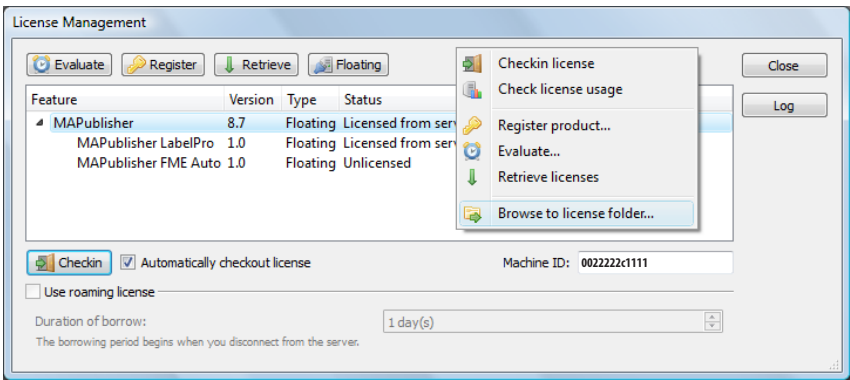 License Management
Evaluate Register Retrieve Floating
Close
Log
Feature Version Type Status
MAPublisher 8.7 Floating Licensed from serv
MAPublisher LabelPro 1.0 Floating Licensed from serv
MAPublisher FME Auto 1.0 Floating Unlicensed
Checkin license
Check license usage
Register product...
Evaluate...
Retrieve licenses
Browse to license folder...
Checkin Automatically checkout license Machine ID: 0022222c1111
Use roaming license
Duration of borrow: 1 day(s)
The borrowing period begins when you disconnect from the server.